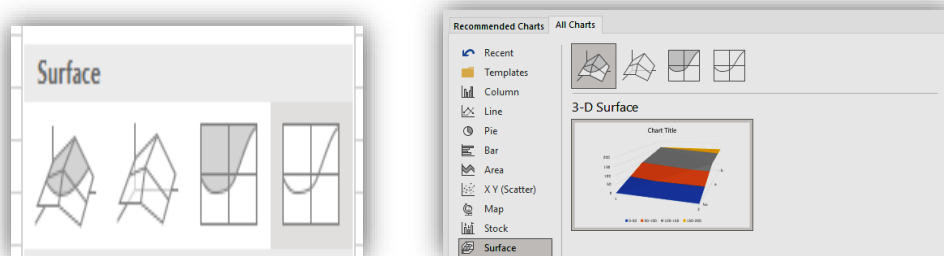 Surface
Recommended Charts
All Charts
Recent
Templates
Column
Line
Pie
Bar
Area
X Y (Scatter)
Map
Stock
Surface
3-D Surface
Chart Title